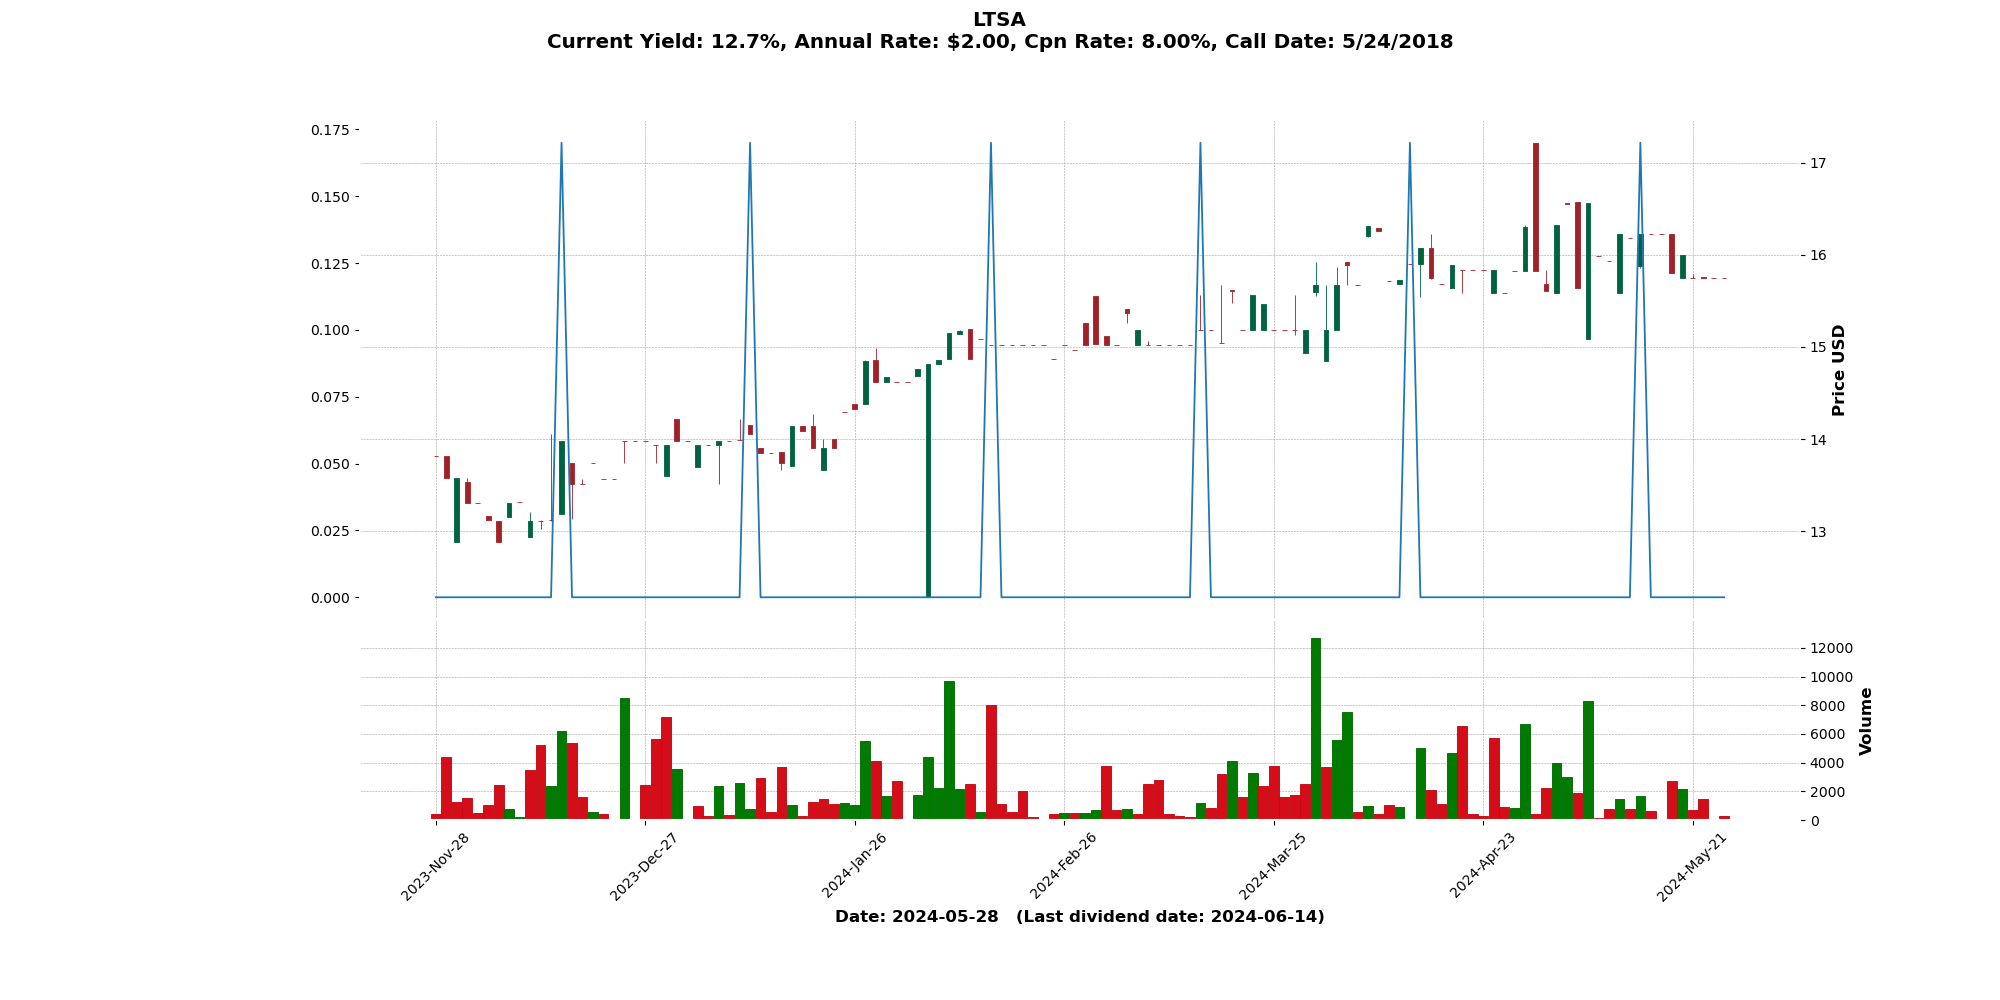 LTSA
Current Yield: 12.7%, Annual Rate: $2.00, Cpn Rate: 8.00%, Call Date: 5/24/2018
0.175
0.150
0.125
0.100
0.075
0.050
0.025
0.000
17
16
15
14
13
Price USD
12000
10000
8000
6000
4000
2000
0
Volume
2023-Nov-28
2023-Dec-27
2024-Jan-26
2024-Feb-26
2024-Mar-25
2024-Apr-23
2024-May-21
Date: 2024-05-28 (Last dividend date: 2024-06-14)